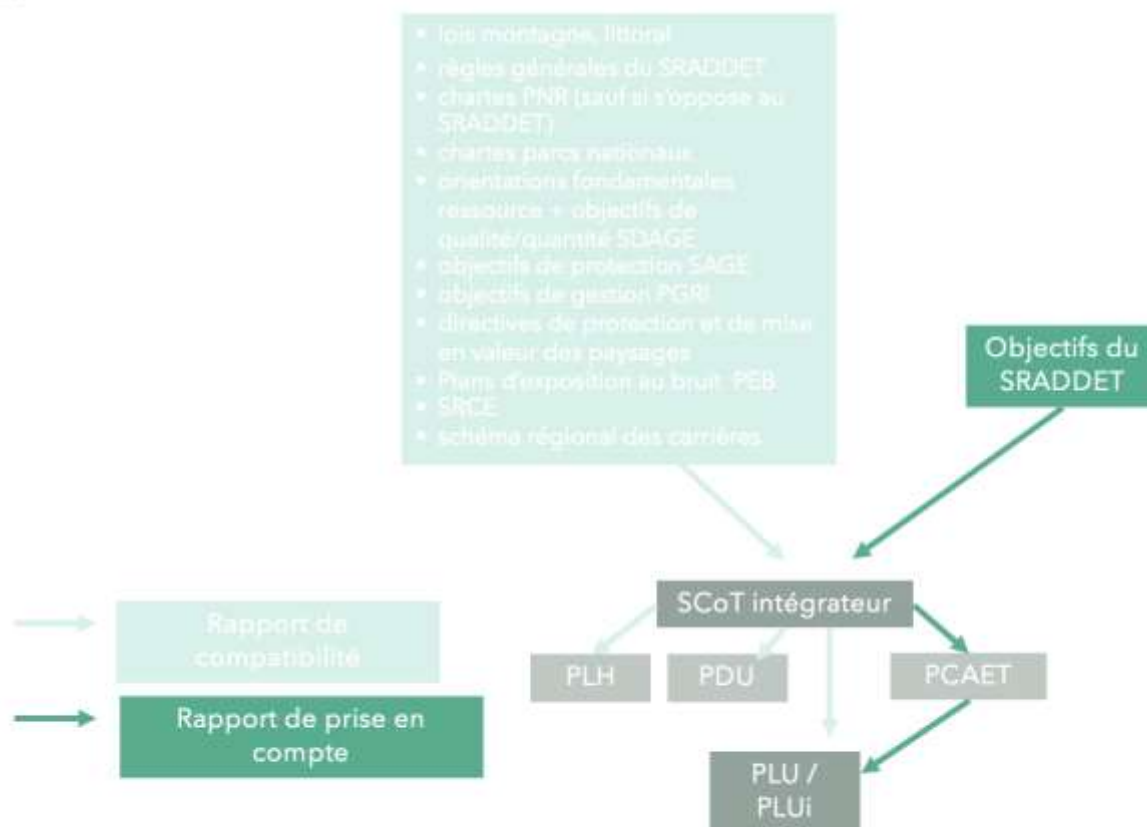 • lois montagne, littoral
• règles générales du SRADDET
• chartes PNR (sauf si s'oppose au
SRADDET)
• chartes parcs nationaux
• orientations fondamentales
ressource + objectifs de
qualité/quantité SDAGE
• objectifs de protection SAGE
• objectifs de gestion PGRI
• directives de protection et de mise
en valeur des paysages
• Plans d'exposition au bruit PEB
• SRCE
• schéma régional des carrières
Objectifs du
SRADDET
SCoT intégrateur
PLH
PDU
PCAET
PLU /
PLUi
Rapport de
compatibilité
Rapport de prise en
compte